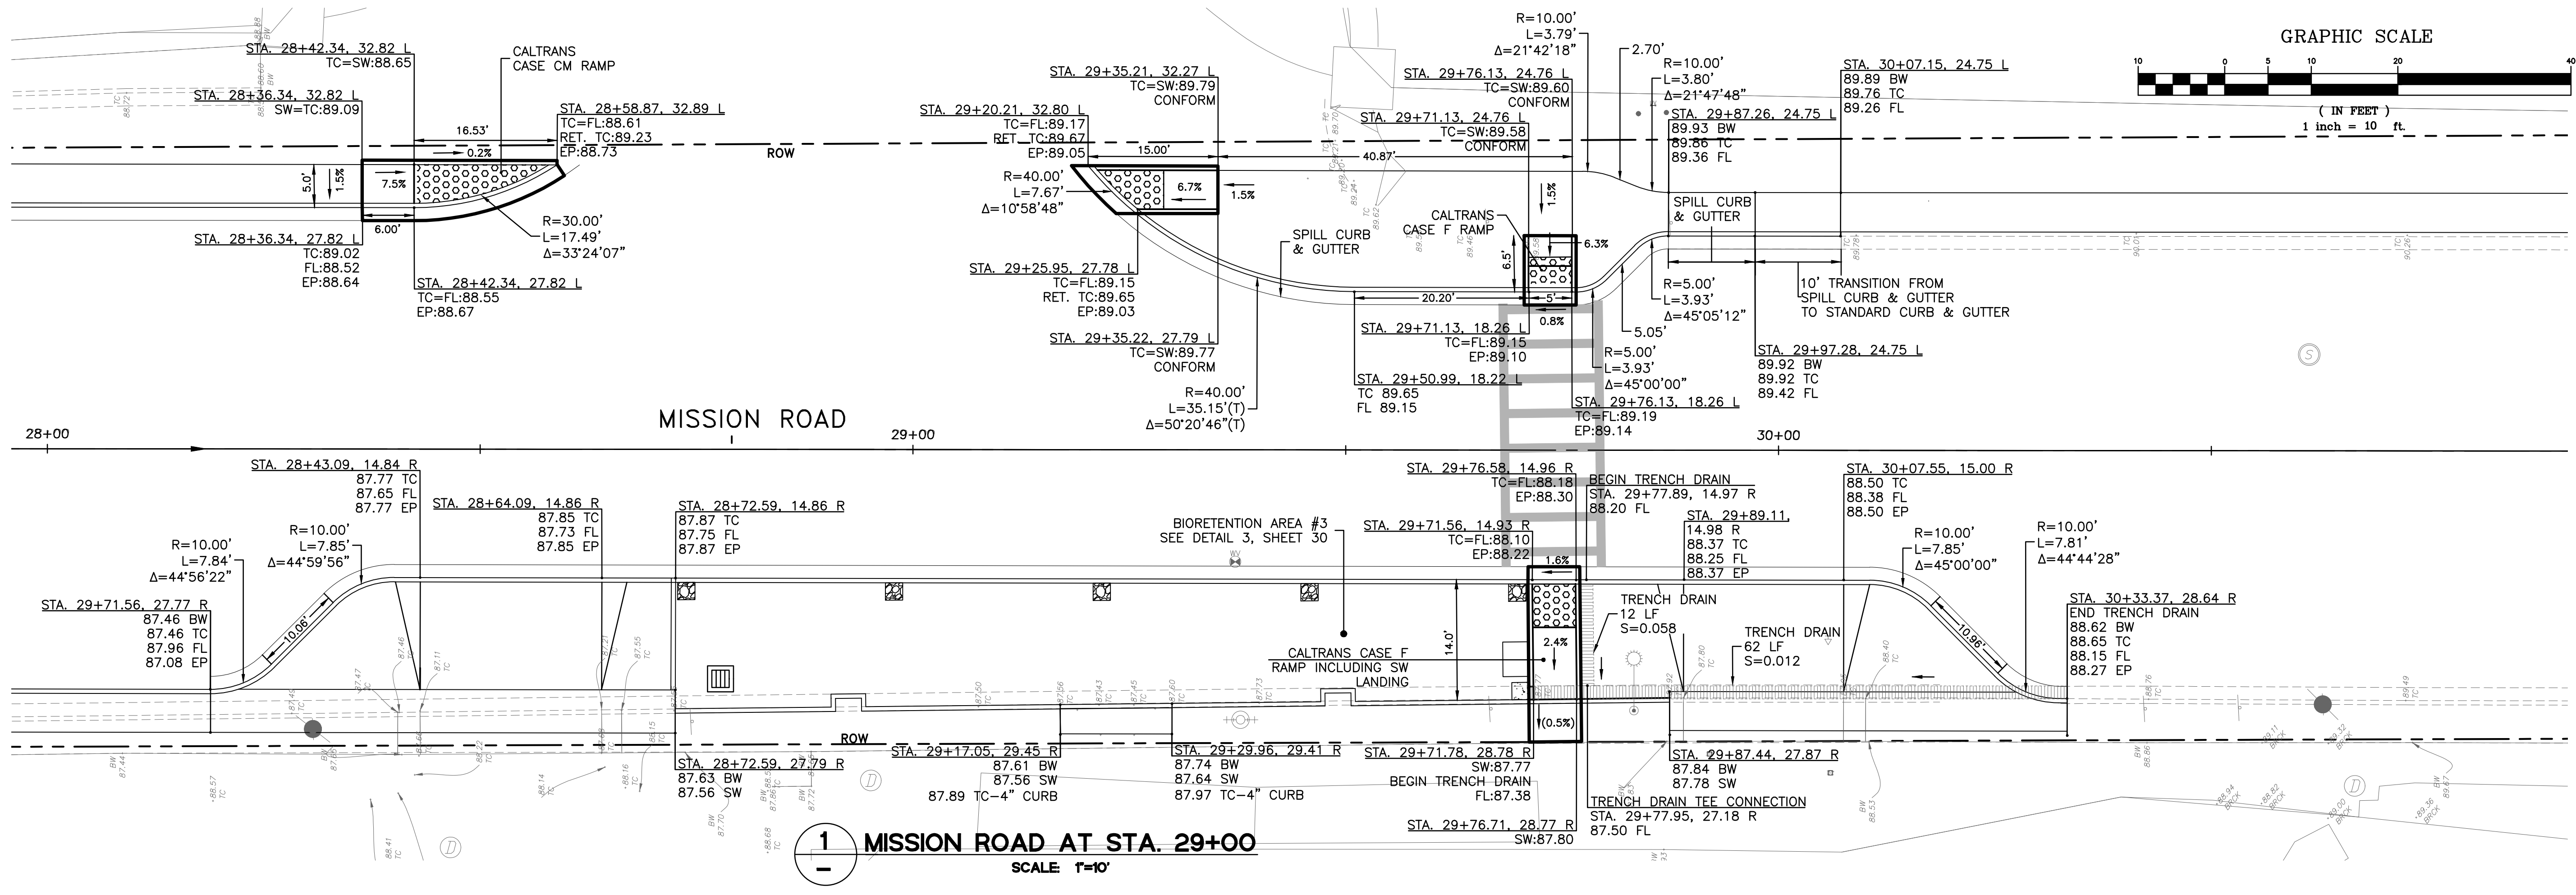 STA. 28+42.34, 32.82 L
TC=SW:88.65
CALTRANS
CASE CM RAMP
STA. 28+36.34, 32.82 L
SW=TC:89.09
STA. 28+58.87, 32.89 L
TC=FL:88.61
RET. TC:89.23
EP:88.73
16.53'
0.2%
5.0'
1.5%
7.5%
6.00'
R=30.00'
L=17.49'
Δ=33°24'07"
STA. 28+36.34, 27.82 L
TC:89.02
FL:88.52
EP:88.64
STA. 28+42.34, 27.82 L
TC=FL:88.55
EP:88.67
ROW
STA. 29+35.21, 32.27 L
TC=SW:89.79
CONFORM
STA. 29+20.21, 32.80 L
TC=FL:89.17
RET. TC:89.67
EP:89.05
15.00'
40.87'
R=40.00'
L=7.67'
Δ=10°58'48"
6.7%
1.5%
STA. 29+25.95, 27.78 L
TC=FL:89.15
RET. TC:89.65
EP:89.03
STA. 29+35.22, 27.79 L
TC=SW:89.77
CONFORM
SPILL CURB
& GUTTER
R=40.00'
L=35.15'(T)
Δ=50°20'46"(T)
R=10.00'
L=3.79'
Δ=21°42'18"
2.70'
STA. 29+76.13, 24.76 L
TC=SW:89.60
CONFORM
STA. 29+71.13, 24.76 L
TC=SW:89.58
CONFORM
R=10.00'
L=3.80'
Δ=21°47'48"
STA. 29+87.26, 24.75 L
89.93 BW
89.86 TC
89.36 FL
STA. 30+07.15, 24.75 L
89.89 BW
89.76 TC
89.26 FL
GRAPHIC SCALE
10 0 5 10 20 40
( IN FEET )
1 inch = 10 ft.
1.5%
CALTRANS
CASE F RAMP
6.3%
6.5'
20.20'
5'
0.8%
SPILL CURB
& GUTTER
R=5.00'
L=3.93'
Δ=45°05'12"
5.05'
10' TRANSITION FROM
SPILL CURB & GUTTER
TO STANDARD CURB & GUTTER
STA. 29+71.13, 18.26 L
TC=FL:89.15
EP:89.10
STA. 29+50.99, 18.22 L
TC 89.65
FL 89.15
R=5.00'
L=3.93'
Δ=45°00'00"
STA. 29+76.13, 18.26 L
TC=FL:89.19
EP:89.14
STA. 29+97.28, 24.75 L
89.92 BW
89.92 TC
89.42 FL
S
MISSION ROAD
28+00
29+00
30+00
STA. 28+43.09, 14.84 R
87.77 TC
87.65 FL
87.77 EP
STA. 28+64.09, 14.86 R
87.85 TC
87.73 FL
87.85 EP
STA. 28+72.59, 14.86 R
87.87 TC
87.75 FL
87.87 EP
R=10.00'
L=7.84'
Δ=44°56'22"
R=10.00'
L=7.85'
Δ=44°59'56"
STA. 29+71.56, 27.77 R
87.46 BW
87.46 TC
87.96 FL
87.08 EP
10.06'
BIORETENTION AREA #3
SEE DETAIL 3, SHEET 30
WV
STA. 29+76.58, 14.96 R
TC=FL:88.18
EP:88.30
STA. 29+71.56, 14.93 R
TC=FL:88.10
EP:88.22
1.6%
BEGIN TRENCH DRAIN
STA. 29+77.89, 14.97 R
88.20 FL
STA. 29+89.11,
14.98 R
88.37 TC
88.25 FL
88.37 EP
STA. 30+07.55, 15.00 R
88.50 TC
88.38 FL
88.50 EP
R=10.00'
L=7.85'
Δ=45°00'00"
R=10.00'
L=7.81'
Δ=44°44'28"
10.96'
STA. 30+33.37, 28.64 R
END TRENCH DRAIN
88.62 BW
88.65 TC
88.15 FL
88.27 EP
14.0'
2.4%
TRENCH DRAIN
12 LF
S=0.058
TRENCH DRAIN
62 LF
S=0.012
CALTRANS CASE F
RAMP INCLUDING SW
LANDING
(0.5%)
ROW
STA. 28+72.59, 27.79 R
87.63 BW
87.56 SW
STA. 29+17.05, 29.45 R
87.61 BW
87.56 SW
87.89 TC-4" CURB
STA. 29+29.96, 29.41 R
87.74 BW
87.64 SW
87.97 TC-4" CURB
STA. 29+71.78, 28.78 R
SW:87.77
BEGIN TRENCH DRAIN
FL:87.38
STA. 29+76.71, 28.77 R
SW:87.80
STA. 29+87.44, 27.87 R
87.84 BW
87.78 SW
TRENCH DRAIN TEE CONNECTION
STA. 29+77.95, 27.18 R
87.50 FL
D
D
D
1
MISSION ROAD AT STA. 29+00
SCALE: 1"=10'